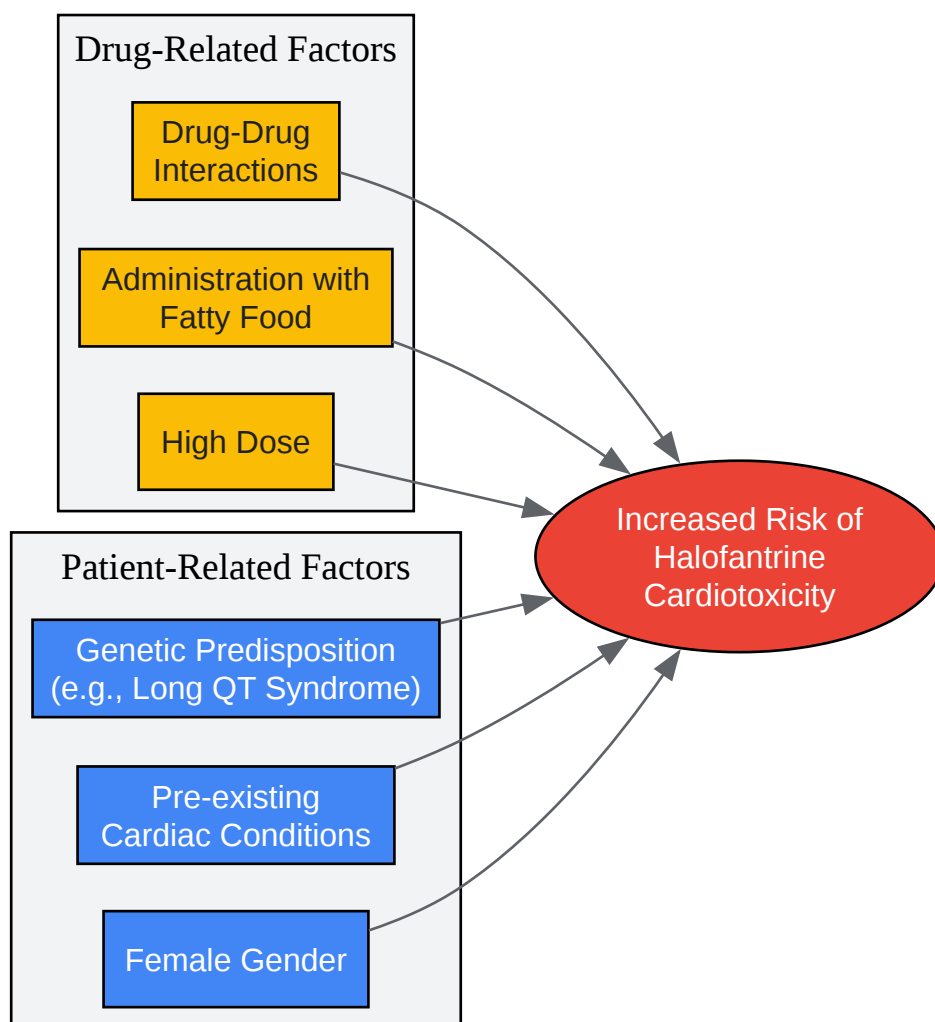 Drug-Related Factors
Drug-Drug
Interactions
Administration with
Fatty Food
High Dose
Increased Risk of
Halofantrine
Cardiotoxicity
Patient-Related Factors
Genetic Predisposition
(e.g., Long QT Syndrome)
Pre-existing
Cardiac Conditions
Female Gender